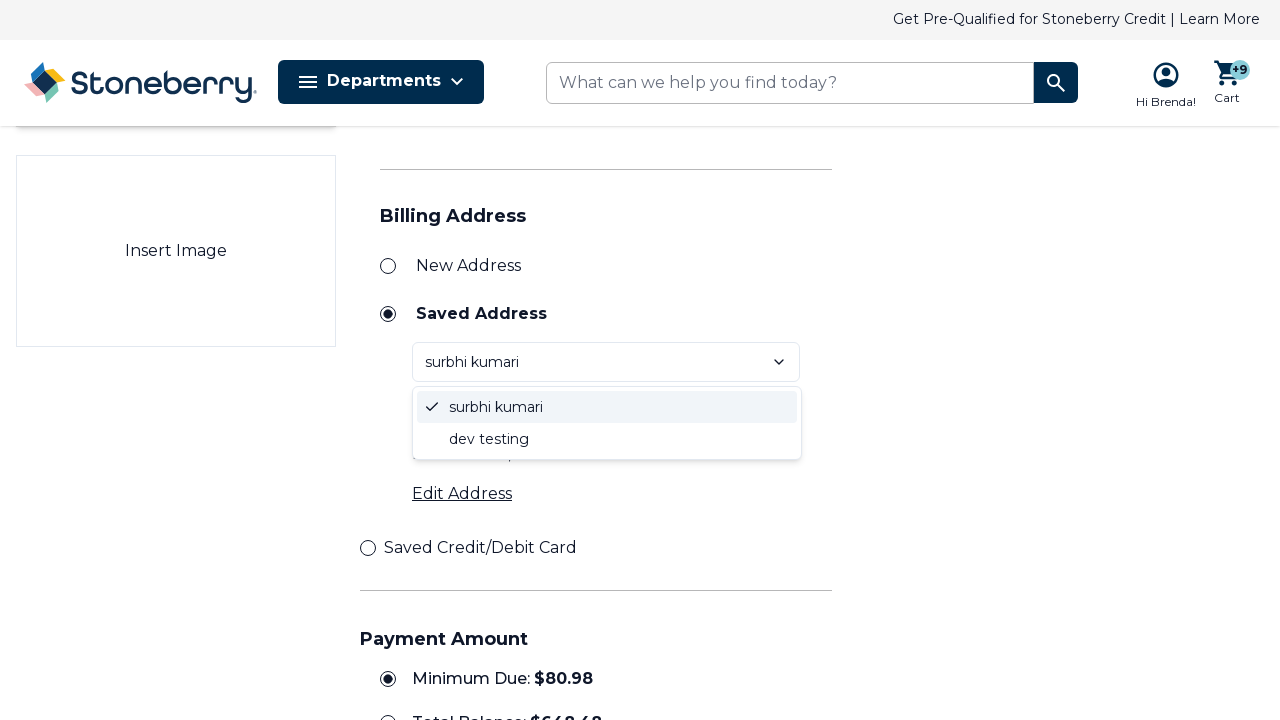 Get Pre-Qualified for Stoneberry Credit | Learn More
Stoneberry®
Departments
What can we help you find today?
Hi Brenda!
+9
Cart
Insert Image
Billing Address
New Address
Saved Address
surbhi kumari
surbhi kumari
dev testing
Edit Address
Saved Credit/Debit Card
Payment Amount
Minimum Due: $80.98
Total Balance: $648.48